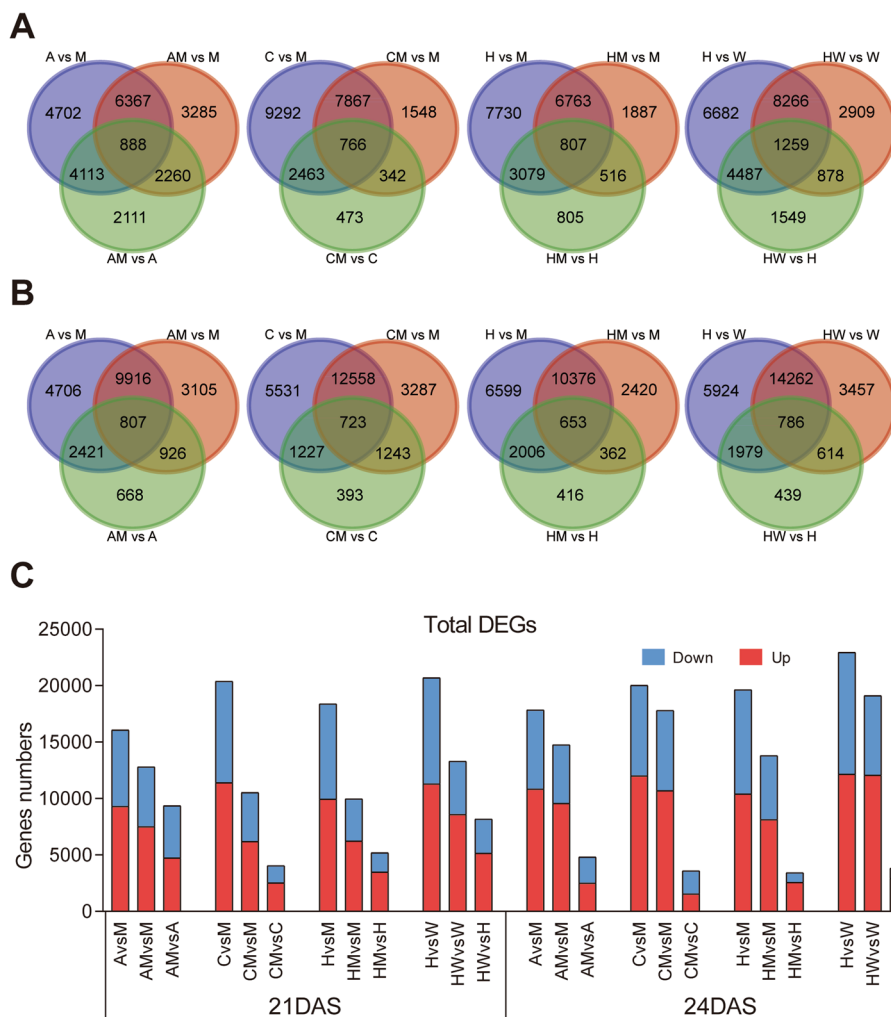 A
A vs M AM vs M C vs M CM vs M H vs M HM vs M H vs W HW vs W
4702 6367 3285 9292 7867 1548 7730 6763 1887 6682 8266 2909
888 766 807 1259
4113 2260 2463 342 3079 516 4487 878
2111 473 805 1549
AM vs A CM vs C HM vs H HW vs H
B
A vs M AM vs M C vs M CM vs M H vs M HM vs M H vs W HW vs W
4706 9916 3105 5531 12558 3287 6599 10376 2420 5924 14262 3457
807 723 653 786
2421 926 1227 1243 2006 362 1979 614
668 393 416 439
AM vs A CM vs C HM vs H HW vs H
C
Total DEGs
Down Up
Genes numbers
25000
20000
15000
10000
5000
0
AvsM AMvsM AMvsA CvsM CMvsM CMvsC HvsM HMvsM HMvsH HvsW HWvsW HWvsH AvsM AMvsM AMvsA CvsM CMvsM CMvsC HvsM HMvsM HMvsH HvsW HWvsW
21DAS 24DAS